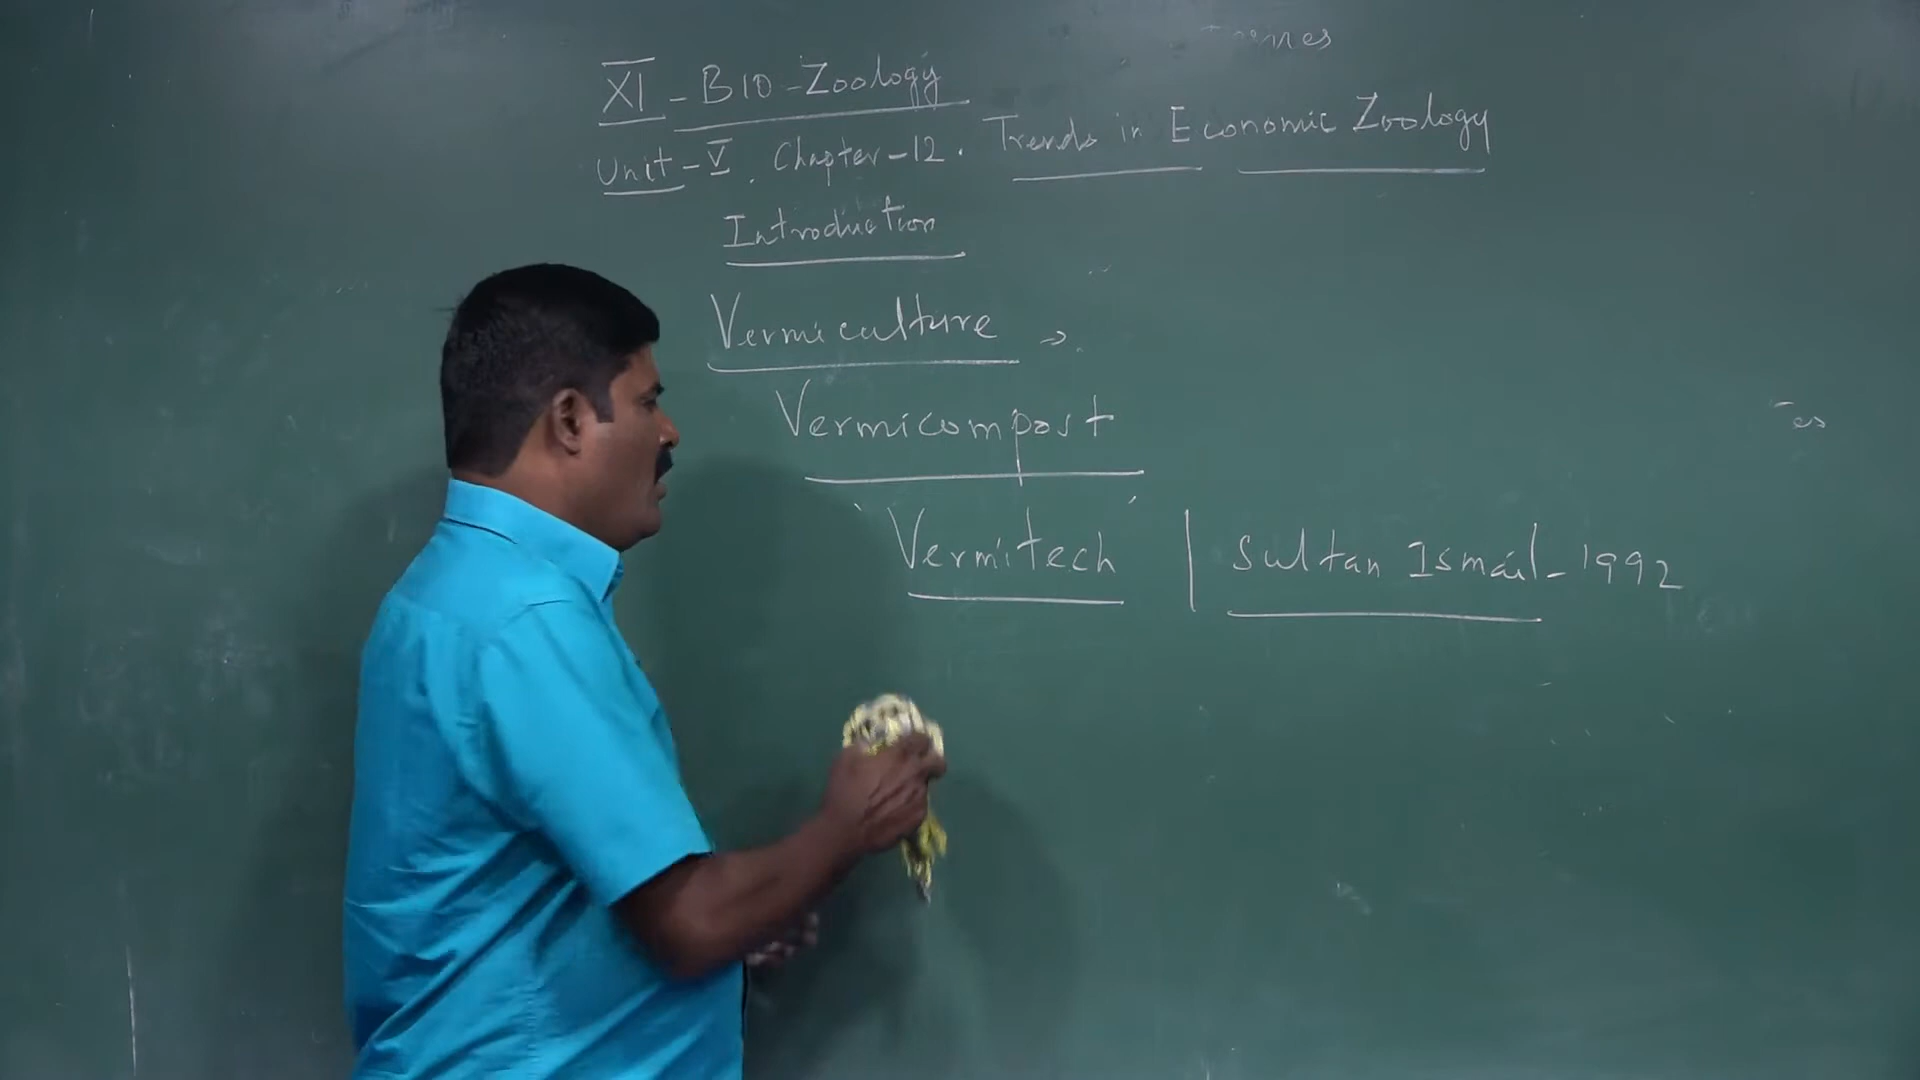 XI - BIO - Zoology
Unit - V. Chapter - 12. Trends in Economic Zoology
Introduction
Vermiculture →
Vermicompost
'Vermitech' | Sultan Ismail - 1992